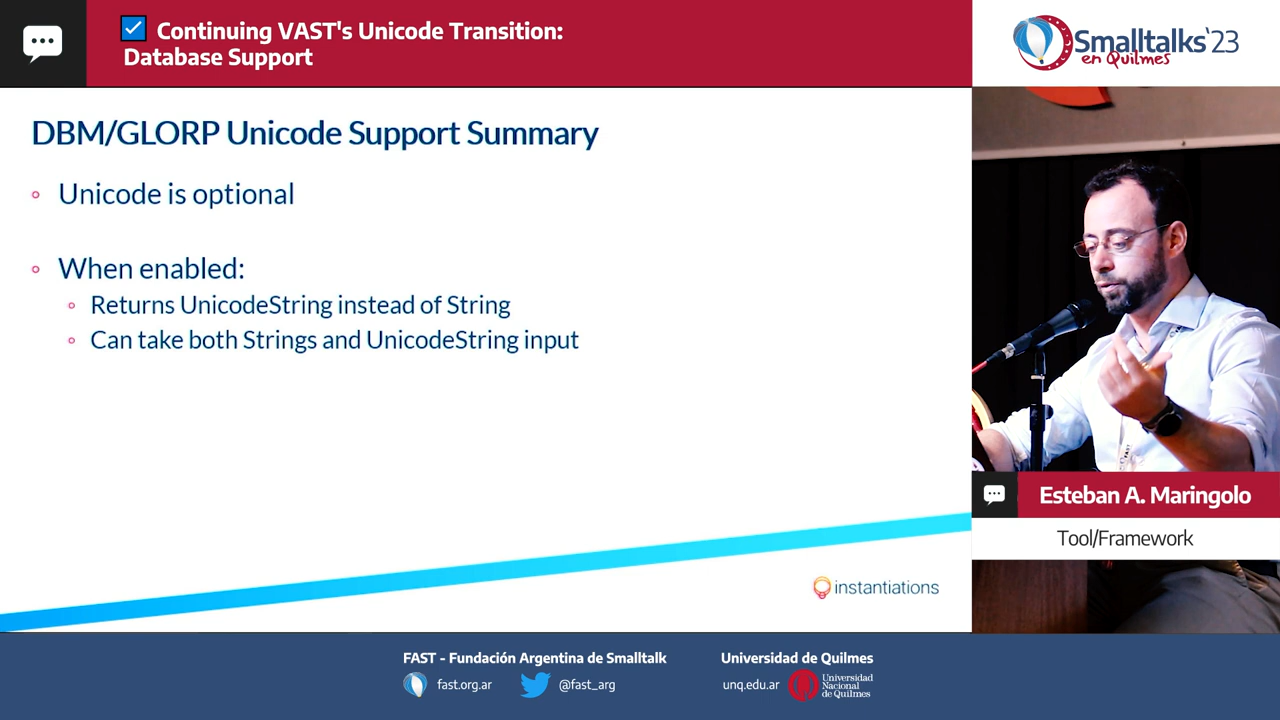 Continuing VAST's Unicode Transition:
Database Support
Smalltalks'23
en Quilmes
DBM/GLORP Unicode Support Summary
Unicode is optional
When enabled:
Returns UnicodeString instead of String
Can take both Strings and UnicodeString input
instantiations
Esteban A. Maringolo
Tool/Framework
FAST - Fundación Argentina de Smalltalk
fast.org.ar
@fast_arg
Universidad de Quilmes
unq.edu.ar
Universidad
Nacional
de Quilmes